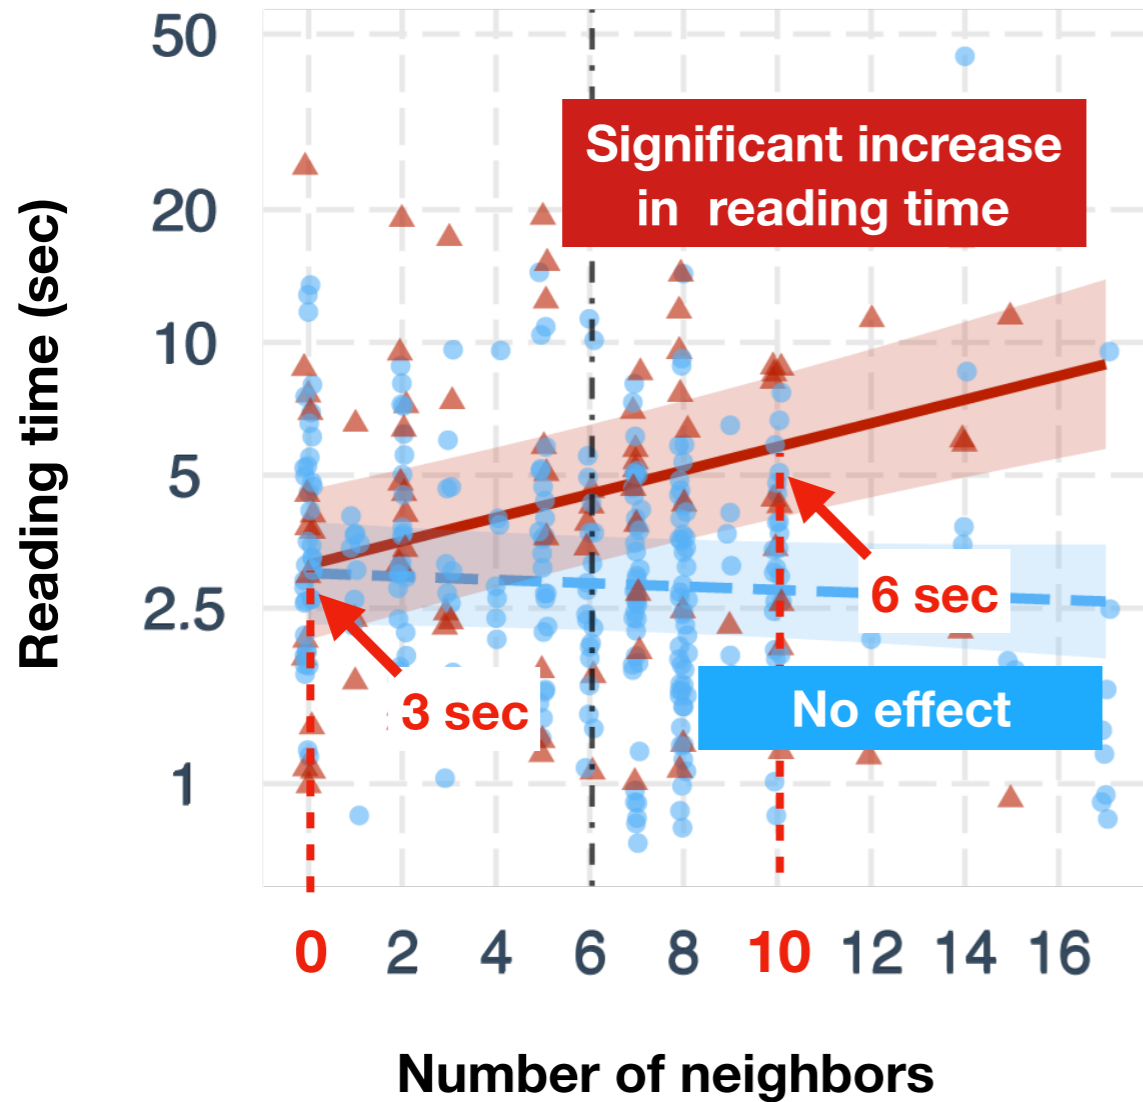 50
20
10
5
2.5
1
Reading time (sec)
Significant increase
in reading time
6 sec
3 sec
No effect
0 2 4 6 8 10 12 14 16
Number of neighbors